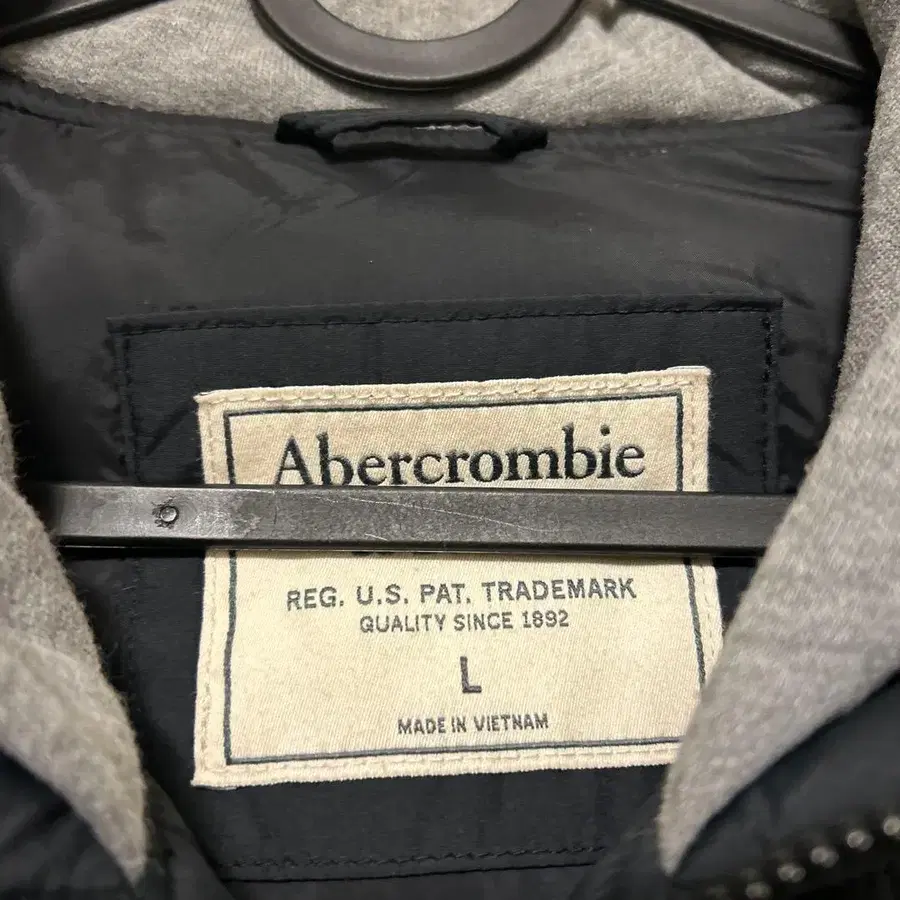 Abercrombie
REG. U.S. PAT. TRADEMARK
QUALITY SINCE 1892
L
MADE IN VIETNAM